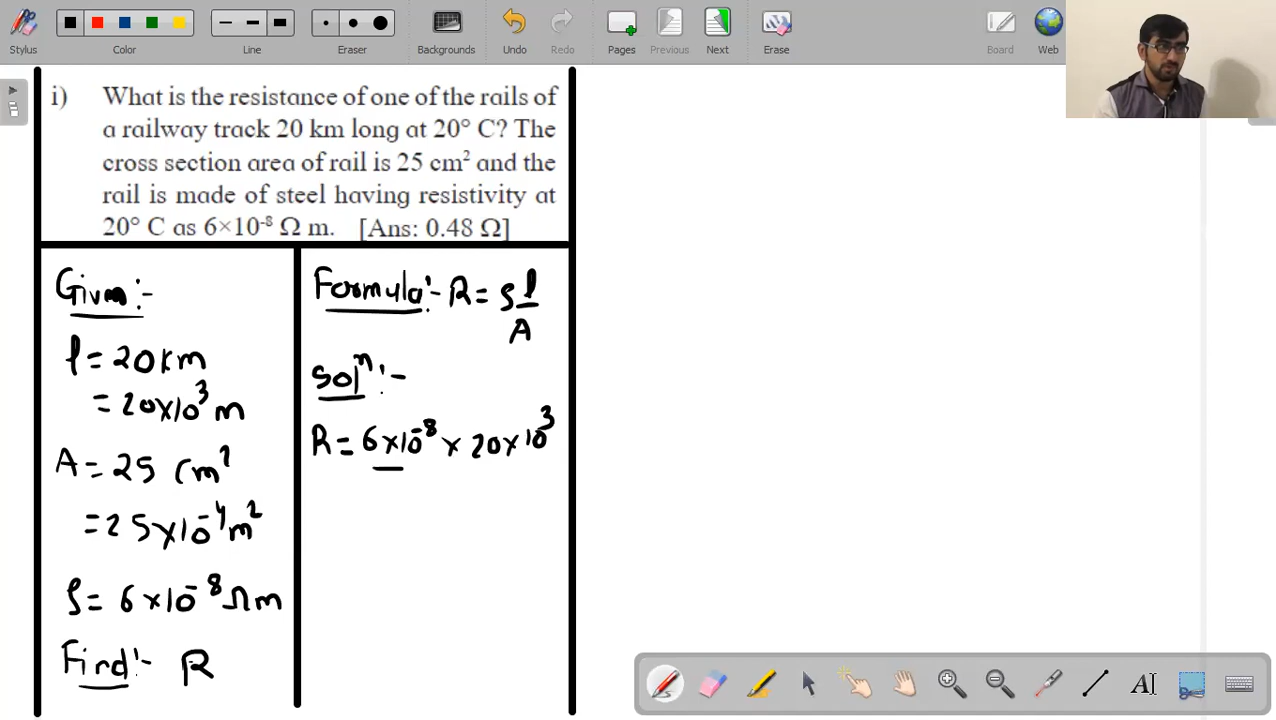 Stylus
Color
Line
Eraser
Backgrounds
Undo
Redo
Pages
Previous
Next
Erase
Board
Web
i) What is the resistance of one of the rails of
a railway track 20 km long at 20° C? The
cross section area of rail is 25 cm² and the
rail is made of steel having resistivity at
20° C as 6×10⁻⁸ Ω m. [Ans: 0.48 Ω]
Given:-
l = 20 km
= 20×10³ m
A = 25 cm²
= 25×10⁻⁴ m²
ρ = 6×10⁻⁸ Ωm
Find:- R
Formula:- R = ρ l
A
Solⁿ:-
R = 6×10⁻⁸ × 20×10³
A